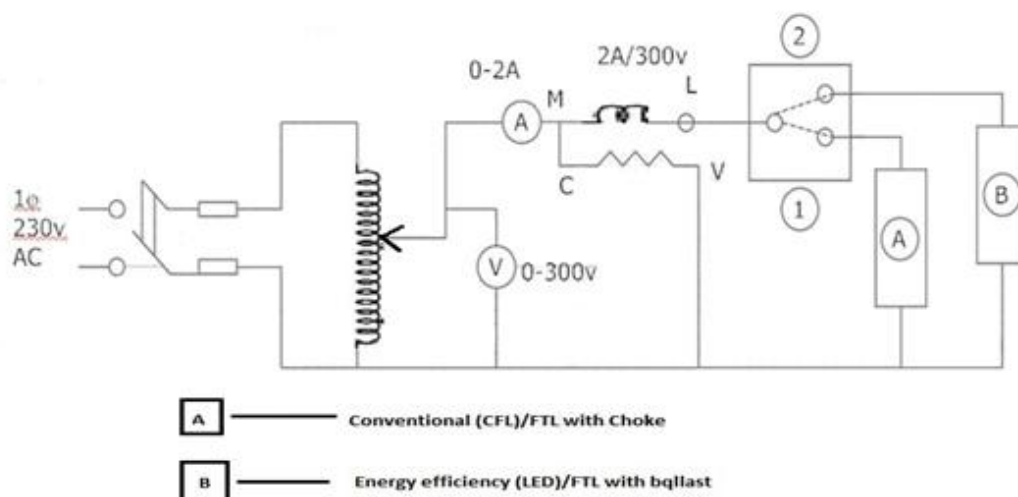 2
2A/300v
0-2A
M
L
A
C
V
1
1ɵ
230v
AC
V
0-300v
A
B
A Conventional (CFL)/FTL with Choke
B Energy efficiency (LED)/FTL with bqllast